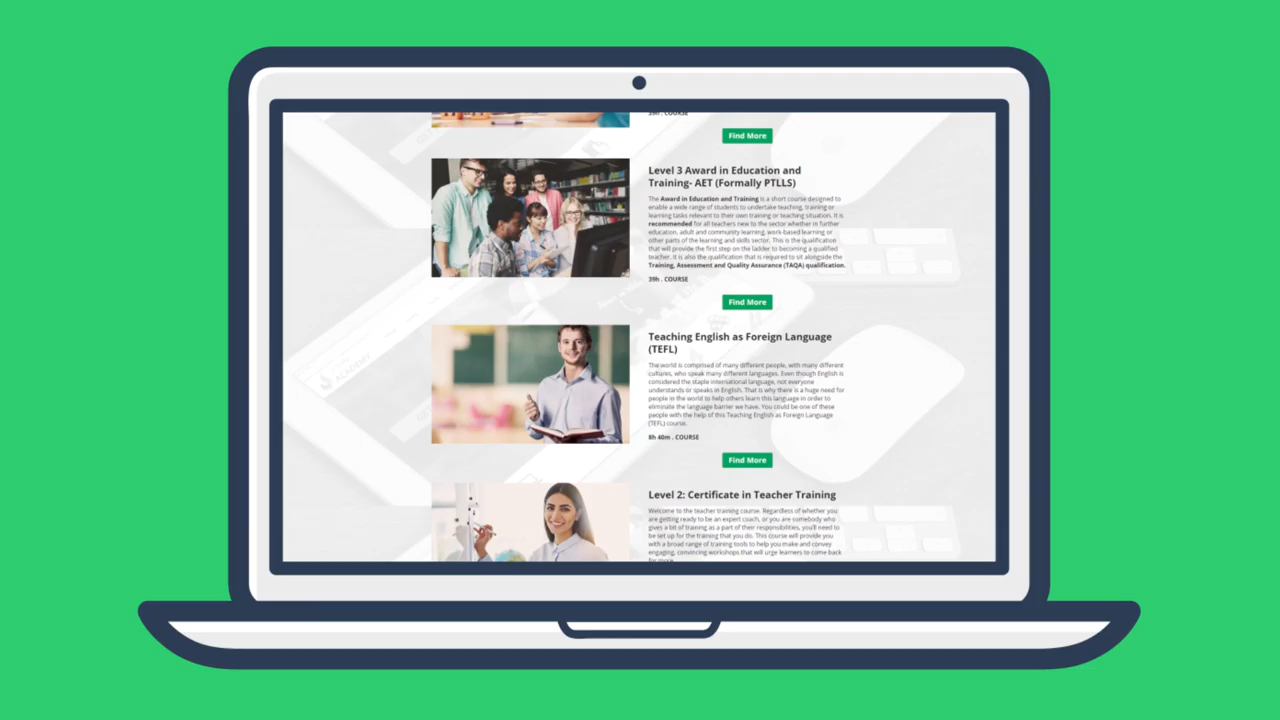 39h . COURSE
Find More
Level 3 Award in Education and
Training- AET (Formally PTLLS)
The Award in Education and Training is a short course designed to
enable a wide range of students to undertake teaching, training or
learning tasks relevant to their own training or teaching situation. It is
recommended for all teachers new to the sector whether in further
education, adult and community learning, work-based learning or
other parts of the learning and skills sector. This is the qualification
that will provide the first step on the ladder to becoming a qualified
teacher. It is also the qualification that is required to sit alongside the
Training, Assessment and Quality Assurance (TAQA) qualification.
39h . COURSE
Find More
Teaching English as Foreign Language
(TEFL)
The world is comprised of many different people, with many different
cultures, who speak many different languages. Even though English is
considered the staple international language, not everyone
understands or speaks in English. That is why there is a huge need for
people in the world to help others learn this language in order to
eliminate the language barrier we have. You could be one of these
people with the help of this Teaching English as Foreign Language
(TEFL) course.
8h 40m . COURSE
Find More
Level 2: Certificate in Teacher Training
Welcome to the teacher training course. Regardless of whether you
are getting ready to be an expert coach, or you are somebody who
gives a bit of training as a part of their responsibilities, you'll need to
be set up for the training that you do. This course will provide you
with a broad range of training tools to help you make and convey
engaging, convincing workshops that will urge learners to come back
for more.
ACADEMY